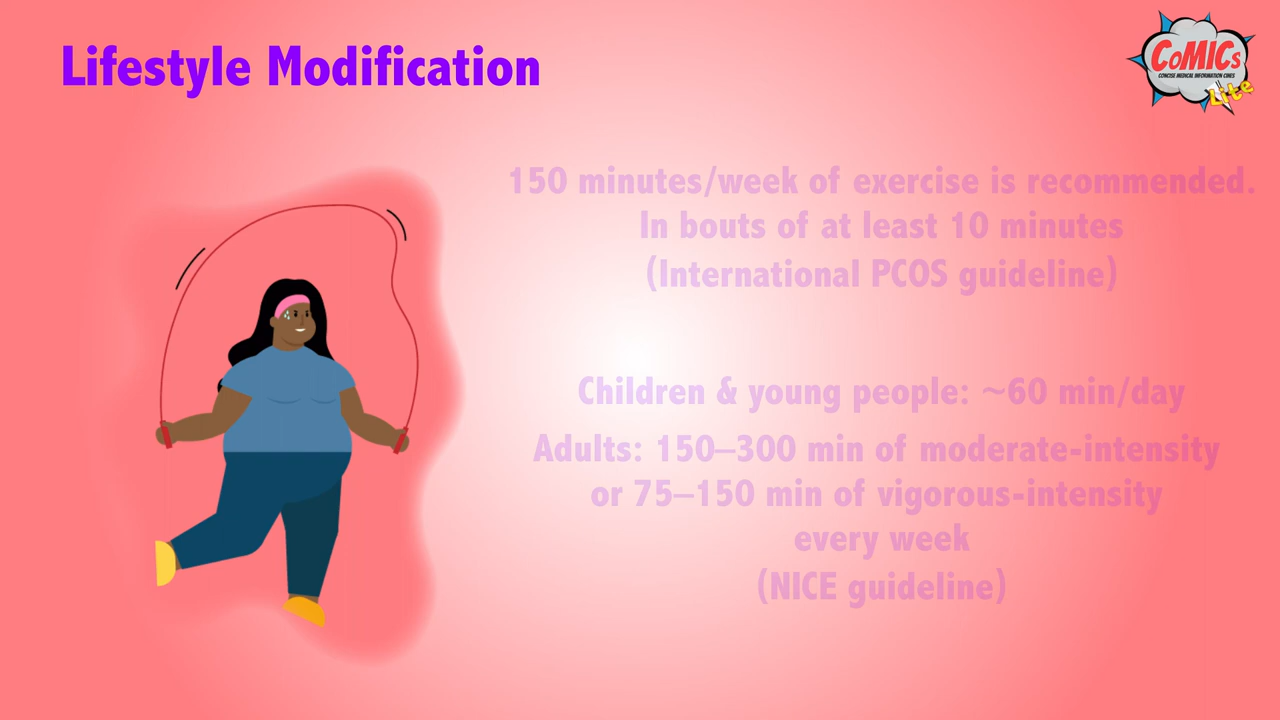 Lifestyle Modification
CoMICs
CONCISE MEDICAL INFORMATION CINES
Lite
150 minutes/week of exercise is recommended.
In bouts of at least 10 minutes
(International PCOS guideline)
Children & young people: ~60 min/day
Adults: 150–300 min of moderate-intensity
or 75–150 min of vigorous-intensity
every week
(NICE guideline)